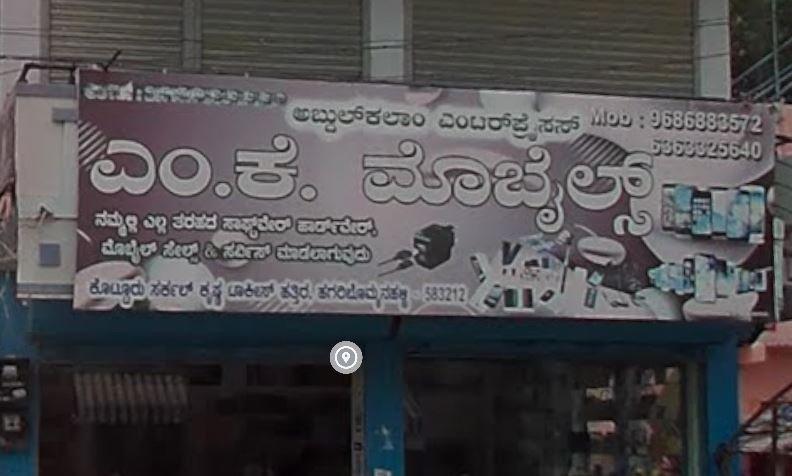 ಅಬ್ದುಲ್‌ಕಲಾಂ ಎಂಟರ್‌ಪ್ರೈಸಸ್ Mob : 9686883572
6363325640
ಎಂ.ಕೆ. ಮೊಬೈಲ್ಸ್
ನಮ್ಮಲ್ಲಿ ಎಲ್ಲ ತರಹದ ಸಾಫ್ಟ್‌ವೇರ್ ಹಾರ್ಡ್‌ವೇರ್,
ಮೊಬೈಲ್ ಸೇಲ್ಸ್ & ಸರ್ವಿಸ್ ಮಾಡಲಾಗುವುದು
ಕೊಟ್ಟೂರು ಸರ್ಕಲ್ ಕೃಷ್ಣ ಟಾಕೀಸ್ ಹತ್ತಿರ, ಹಗರಿಬೊಮ್ಮನಹಳ್ಳಿ - 583212